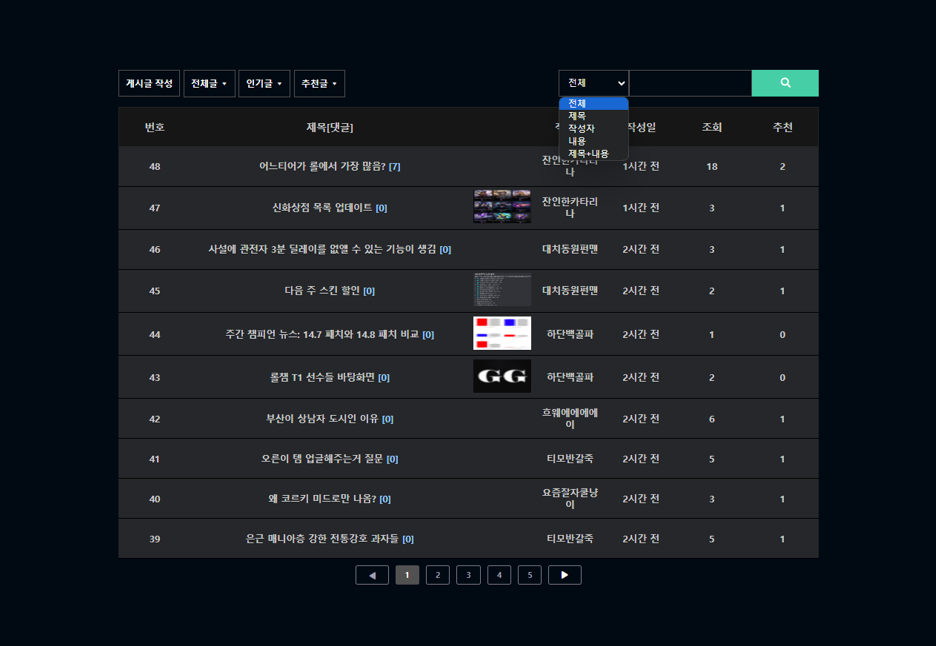 게시글 작성 전체글 인기글 추천글 전체
전체
제목
작성자
내용
제목+내용
번호 제목[댓글] 작성일 조회 추천
48 어느티어가 롤에서 가장 많음? [7] 잔인한카타리나 1시간 전 18 2
47 신화상점 목록 업데이트 [0] 잔인한카타리나 1시간 전 3 1
46 사설에 관전자 3분 딜레이를 없앨 수 있는 기능이 생김 [0] 대치동원펀맨 2시간 전 3 1
45 다음 주 스킨 할인 [0] 대치동원펀맨 2시간 전 2 1
44 주간 챔피언 뉴스: 14.7 패치와 14.8 패치 비교 [0] 하단백골파 2시간 전 1 0
43 롤잼 T1 선수들 바탕화면 [0] GG 하단백골파 2시간 전 2 0
42 부산이 상남자 도시인 이유 [0] 흐웨에에에에이 2시간 전 6 1
41 오른이 템 업글해주는거 질문 [0] 티모반갈죽 2시간 전 5 1
40 왜 코르키 미드로만 나옴? [0] 요즘잘자쿨냥이 2시간 전 3 1
39 은근 매니아층 강한 전통강호 과자들 [0] 티모반갈죽 2시간 전 5 1
◀ 1 2 3 4 5 ▶